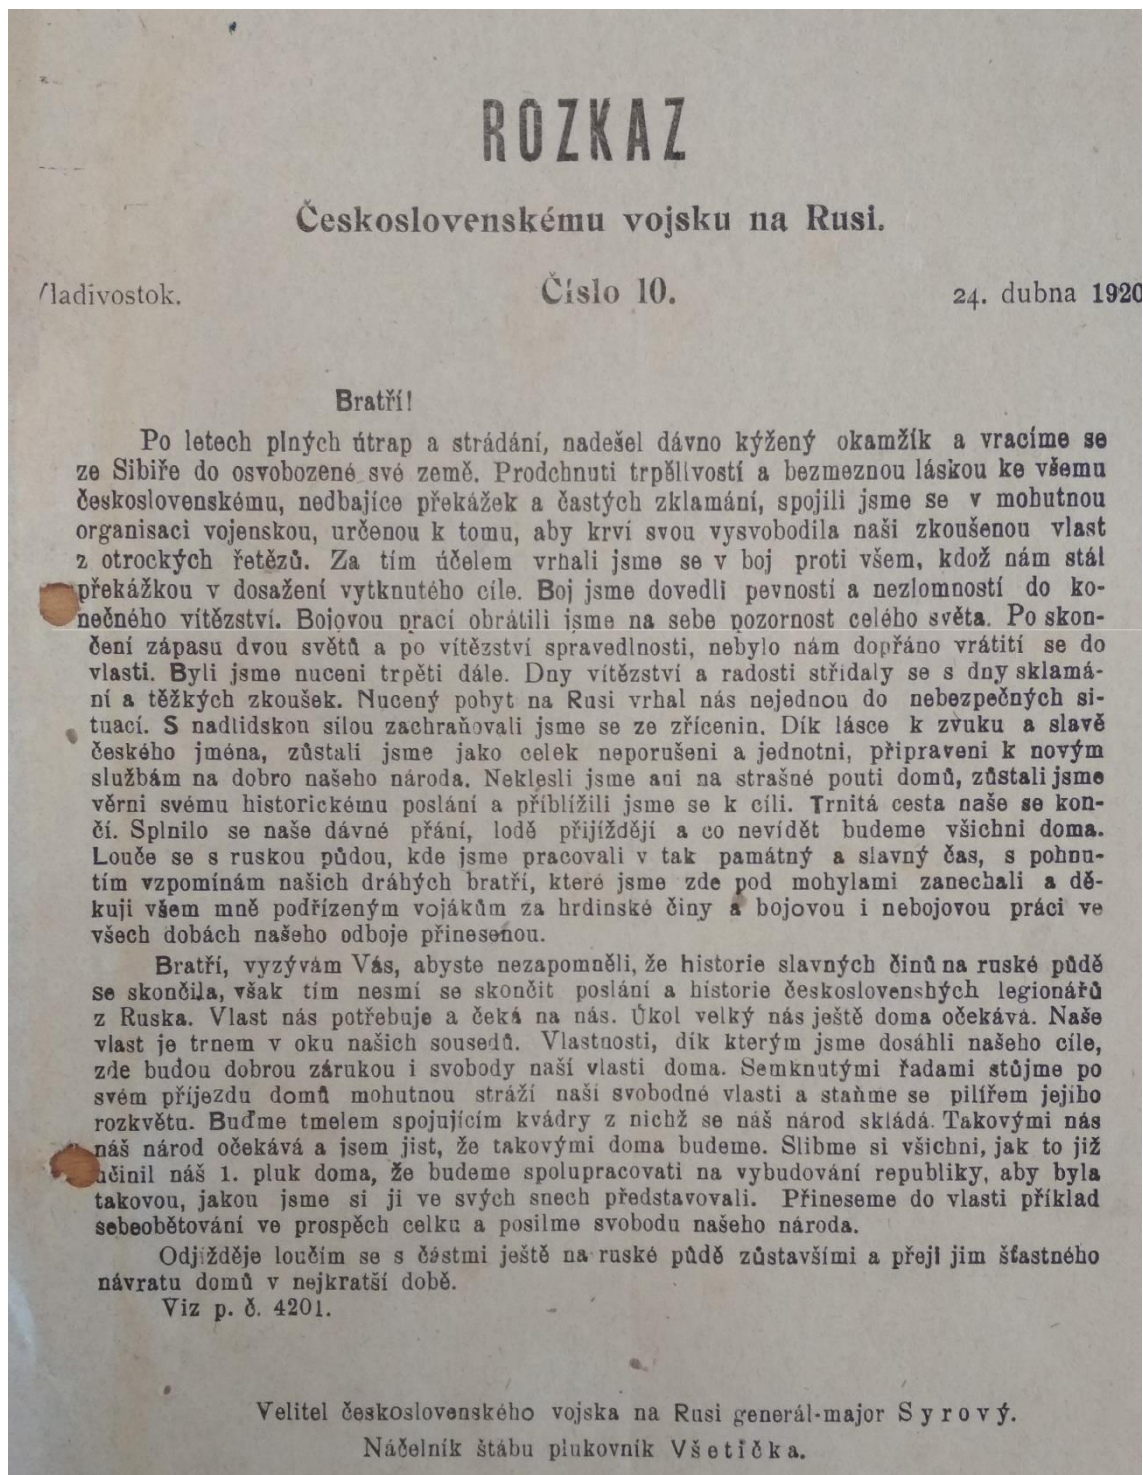 ROZKAZ
Československému vojsku na Rusi.
Vladivostok. Číslo 10. 24. dubna 1920
Bratří!
Po letech plných útrap a strádání, nadešel dávno kýžený okamžík a vracíme se
ze Sibiře do osvobozené své země. Prodchnuti trpělivostí a bezmeznou láskou ke všemu
československému, nedbajíce překážek a častých zklamání, spojili jsme se v mohutnou
organisaci vojenskou, určenou k tomu, aby krví svou vysvobodila naši zkoušenou vlast
z otrockých řetězů. Za tím účelem vrhali jsme se v boj proti všem, kdož nám stál
překážkou v dosažení vytknutého cíle. Boj jsme dovedli pevností a nezlomností do ko-
nečného vítězství. Bojovou prací obrátili jsme na sebe pozornost celého světa. Po skon-
čení zápasu dvou světů a po vítězství spravedlnosti, nebylo nám dopřáno vrátití se do
vlasti. Byli jsme nuceni trpěti dále. Dny vítězství a radosti střídaly se s dny sklamá-
ní a těžkých zkoušek. Nucený pobyt na Rusi vrhal nás nejednou do nebezpečných si-
tuací. S nadlidskou silou zachraňovali jsme se ze zřícenin. Dík lásce k zvuku a slavě
českého jména, zůstali jsme jako celek neporušeni a jednotni, připraveni k novým
službám na dobro našeho národa. Neklesli jsme ani na strašné pouti domů, zůstali jsme
věrni svému historickému poslání a příblížili jsme se k cíli. Trnitá cesta naše se kon-
čí. Splnilo se naše dávné přání, lodě přijíždějí a co nevídět budeme všichni doma.
Louče se s ruskou půdou, kde jsme pracovali v tak památný a slavný čas, s pohnu-
tím vzpomínám našich dráhých bratří, které jsme zde pod mohylami zanechali a dě-
kuji všem mně podřízeným vojákům za hrdinské činy a bojovou i nebojovou práci ve
všech dobách našeho odboje přinesenou.
Bratří, vyzývám Vás, abyste nezapomněli, že historie slavných činů na ruské půdě
se skončila, však tím nesmí se skončit poslání a historie československých legionářů
z Ruska. Vlast nás potřebuje a čeká na nás. Úkol velký nás ještě doma očekává. Naše
vlast je trnem v oku našich sousedů. Vlastnosti, dík kterým jsme dosáhli našeho cíle,
zde budou dobrou zárukou i svobody naší vlasti doma. Semknutými řadami stůjme po
svém příjezdu domů mohutnou stráží naší svobodné vlasti a staňme se pilířem jejího
rozkvětu. Buďme tmelem spojujícím kvádry z nichž se náš národ skládá. Takovými nás
náš národ očekává a jsem jist, že takovými doma budeme. Slibme si všichni, jak to již
učinil náš 1. pluk doma, že budeme spolupracovati na vybudování republiky, aby byla
takovou, jakou jsme si ji ve svých snech představovali. Přineseme do vlasti příklad
sebeobětování ve prospěch celku a posilme svobodu našeho národa.
Odjížděje loučím se s částmi ještě na ruské půdě zůstavšími a přeji jim šťastného
návratu domů v nejkratší době.
Viz p. č. 4201.
Velitel československého vojska na Rusi generál-major Syrový.
Náčelník štábu plukovník Všetička.